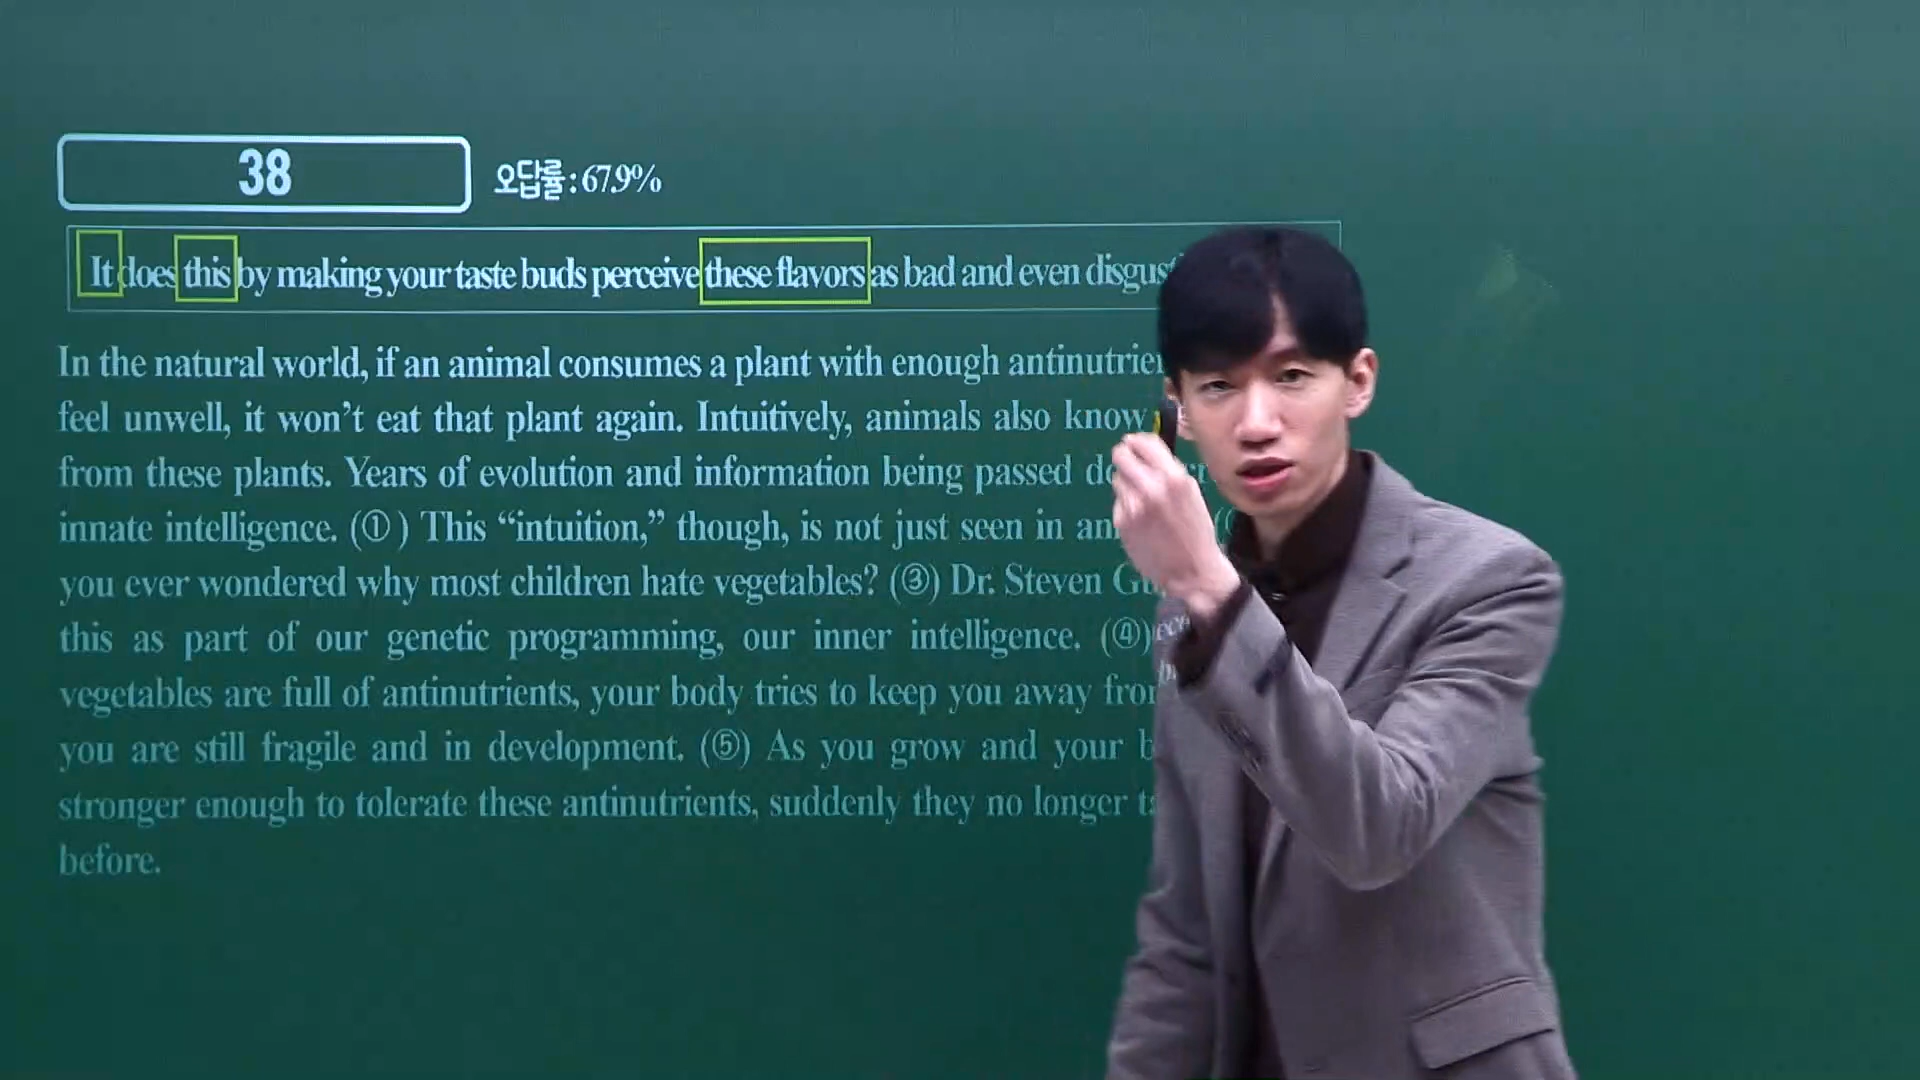 38
오답률 : 67.9%
It does this by making your taste buds perceive these flavors as bad and even
In the natural world, if an animal consumes a plant with enough
feel unwell, it won’t eat that plant again. Intuitively, animals also know
from these plants. Years of evolution and information being passed
innate intelligence. (①) This “intuition,” though, is not just seen in
you ever wondered why most children hate vegetables? (③) Dr. Steven
this as part of our genetic programming, our inner intelligence. (④)
vegetables are full of antinutrients, your body tries to keep you away
you are still fragile and in development. (⑤) As you grow and your
stronger enough to tolerate these antinutrients, suddenly they no longer
before.